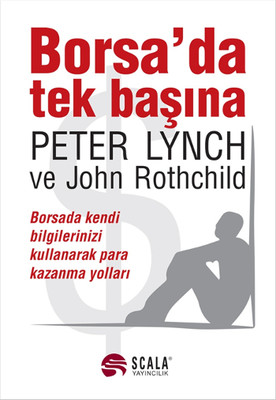 Borsa'da
tek başına
PETER LYNCH
ve John Rothchild
Borsada kendi
bilgilerinizi
kullanarak para
kazanma yolları
SCALA®
YAYINCILIK